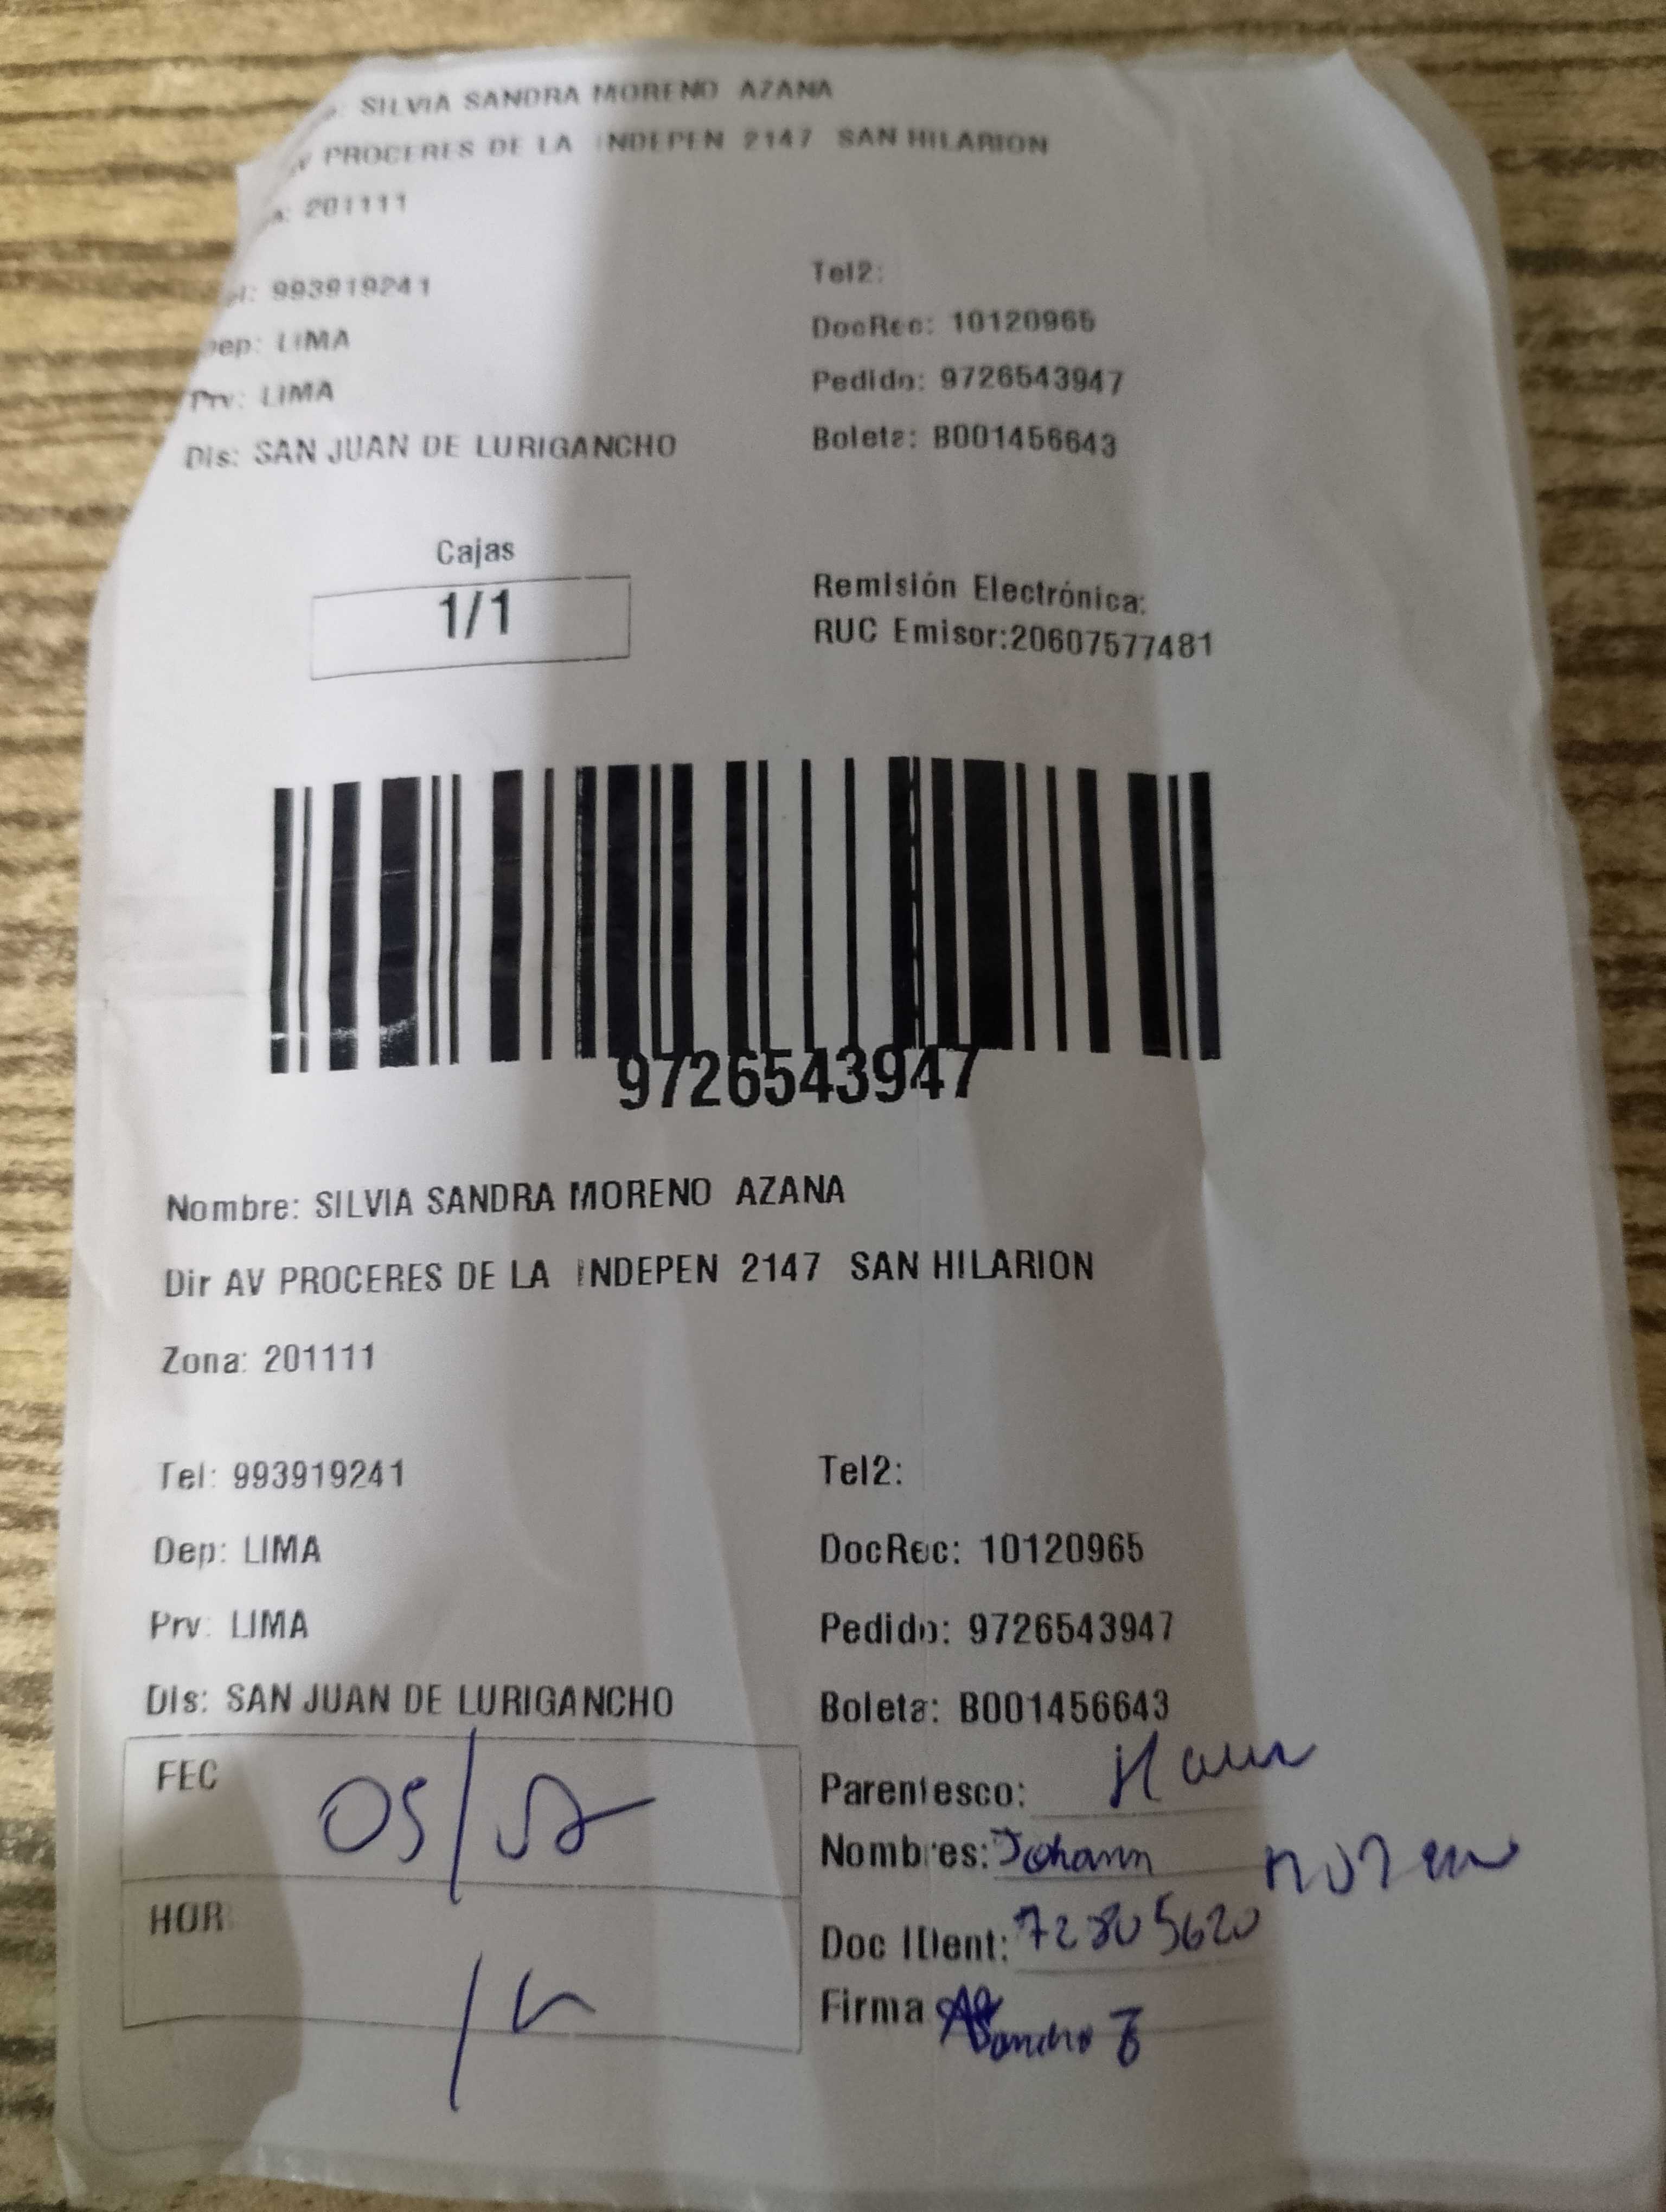 SILVIA SANDRA MORENO AZANA
PROCERES DE LA INDEPEN 2147 SAN HILARION
201111
993919241 Tel2:
Dep: LIMA DocRec: 10120965
Prv: LIMA Pedido: 9726543947
Dis: SAN JUAN DE LURIGANCHO Boleta: B001456643
Cajas
1/1
Remisión Electrónica:
RUC Emisor:20607577481
9726543947
Nombre: SILVIA SANDRA MORENO AZANA
Dir AV PROCERES DE LA INDEPEN 2147 SAN HILARION
Zona: 201111
Tel: 993919241 Tel2:
Dep: LIMA DocRec: 10120965
Prv: LIMA Pedido: 9726543947
Dis: SAN JUAN DE LURIGANCHO Boleta: B001456643
FEC 05/
HOR
Parentesco:
Nombres: Johann
Doc IDent: 72805620
Firma